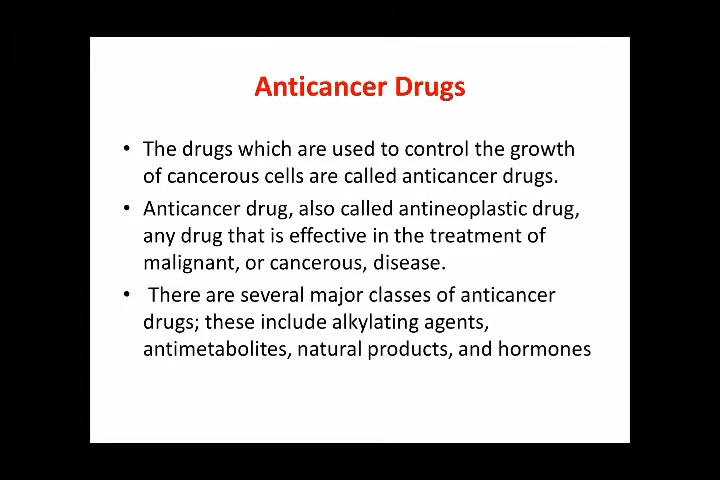 Anticancer Drugs
• The drugs which are used to control the growth
of cancerous cells are called anticancer drugs.
• Anticancer drug, also called antineoplastic drug,
any drug that is effective in the treatment of
malignant, or cancerous, disease.
• There are several major classes of anticancer
drugs; these include alkylating agents,
antimetabolites, natural products, and hormones